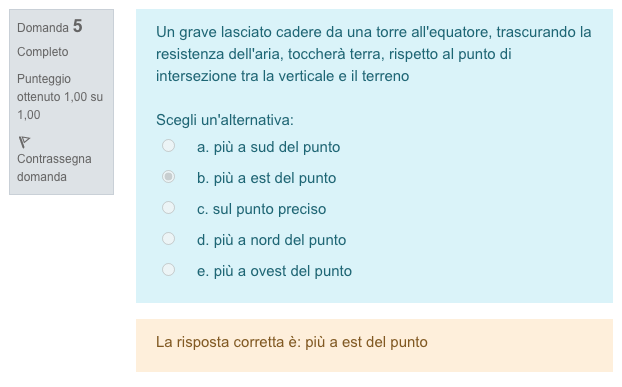 Domanda 5
Completo
Punteggio
ottenuto 1,00 su
1,00
Contrassegna
domanda
Un grave lasciato cadere da una torre all'equatore, trascurando la
resistenza dell'aria, toccherà terra, rispetto al punto di
intersezione tra la verticale e il terreno
Scegli un'alternativa:
a. più a sud del punto
b. più a est del punto
c. sul punto preciso
d. più a nord del punto
e. più a ovest del punto
La risposta corretta è: più a est del punto